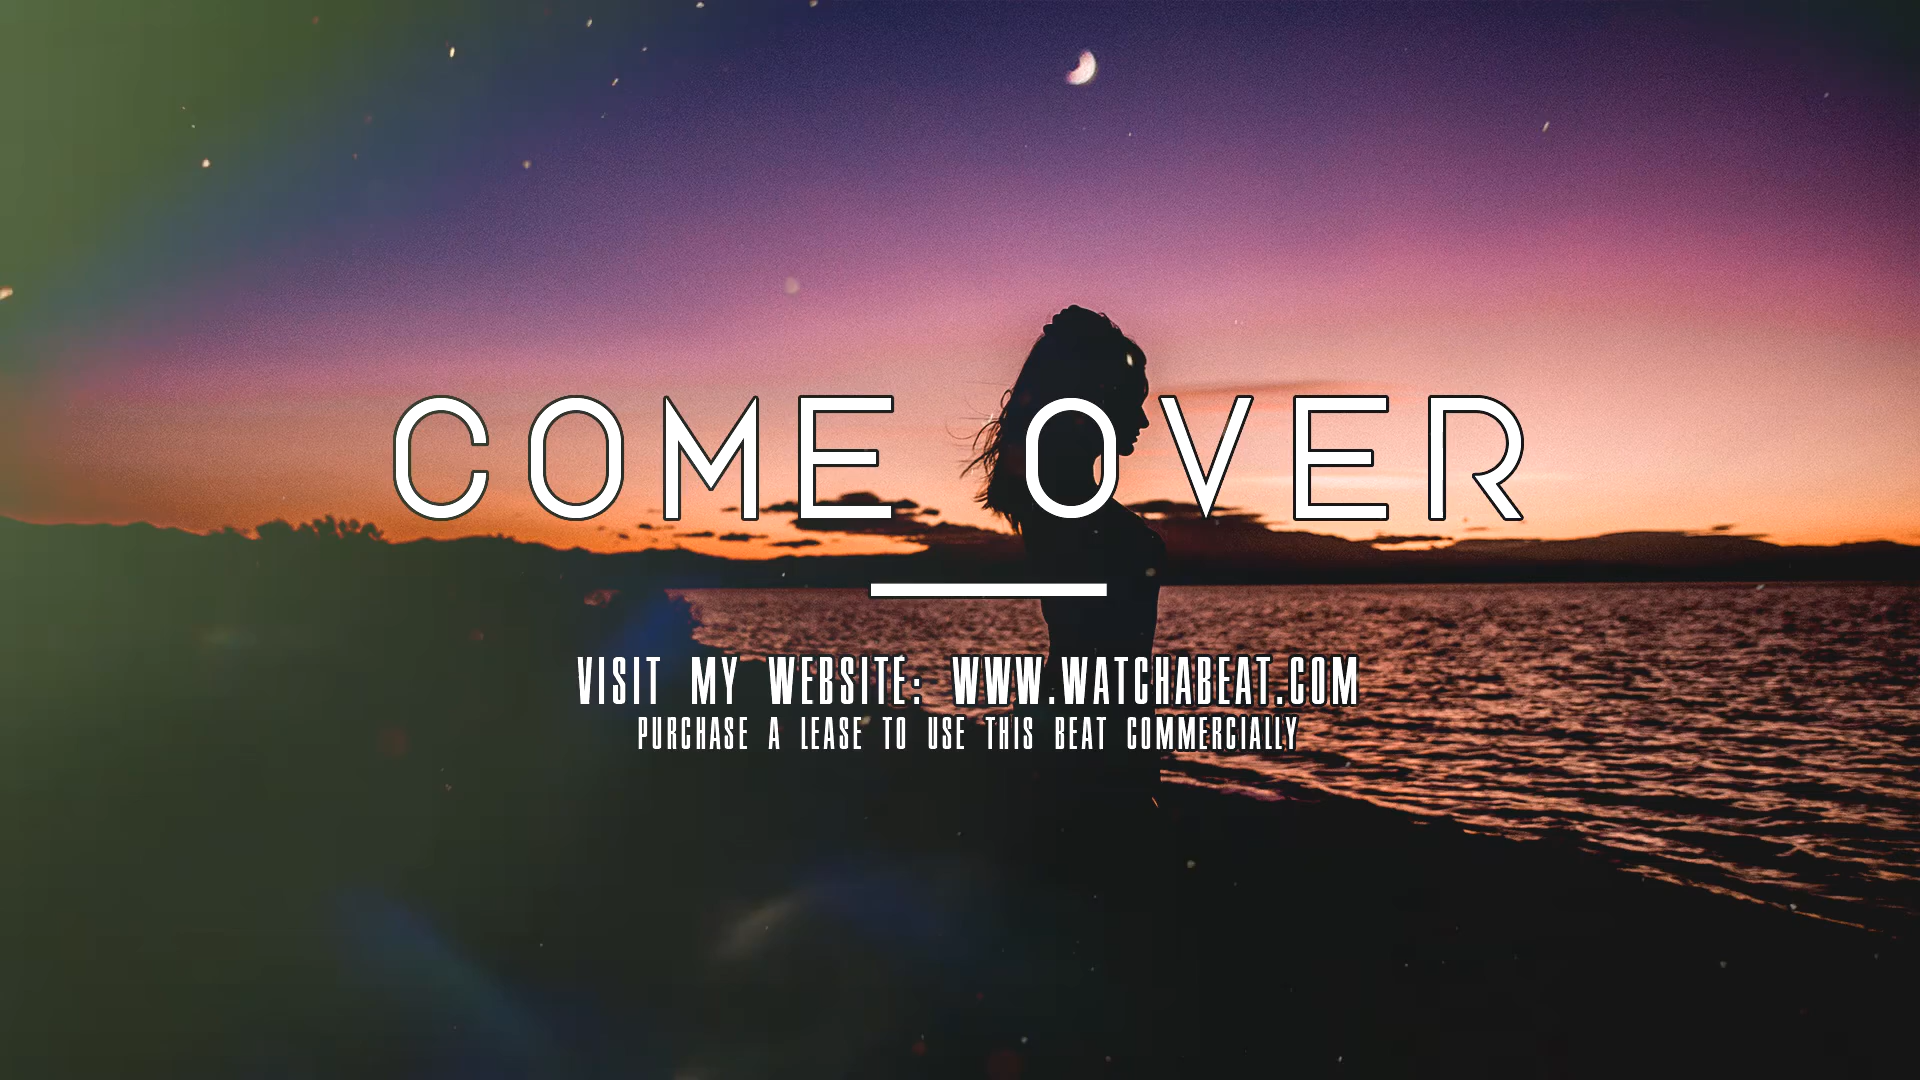 COME OVER
VISIT MY WEBSITE: WWW.WATCHABEAT.COM
PURCHASE A LEASE TO USE THIS BEAT COMMERCIALLY